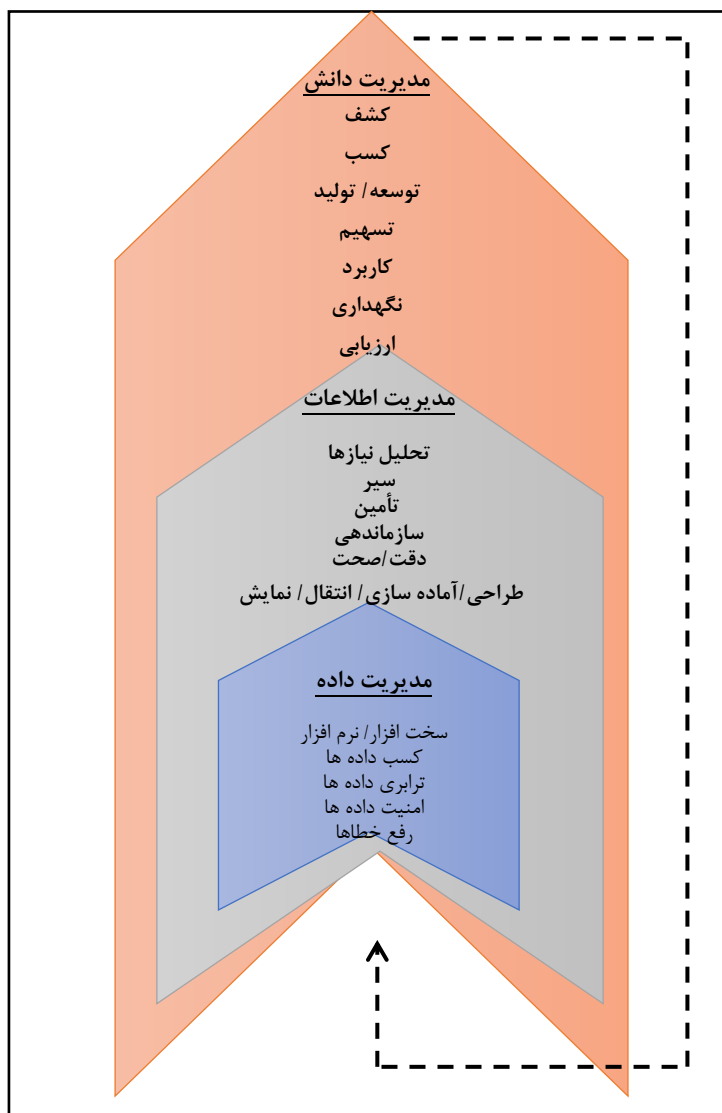 مدیریت دانش
کشف
کسب
توسعه/ تولید
تسهیم
کاربرد
نگهداری
ارزیابی
مدیریت اطلاعات
تحلیل نیازها
سیر
تأمین
سازماندهی
دقت/صحت
طراحی/آماده سازی/ انتقال/ نمایش
مدیریت داده
سخت افزار/ نرم افزار
کسب داده ها
ترابری داده ها
امنیت داده ها
رفع خطاها